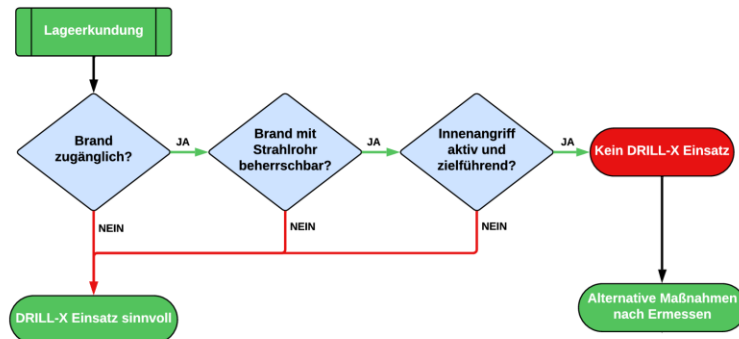 Lageerkundung
Brand
zugänglich?
JA
Brand mit
Strahlrohr
beherrschbar?
JA
Innenangriff
aktiv und
zielführend?
JA
Kein DRILL-X Einsatz
NEIN
NEIN
NEIN
DRILL-X Einsatz sinnvoll
Alternative Maßnahmen
nach Ermessen